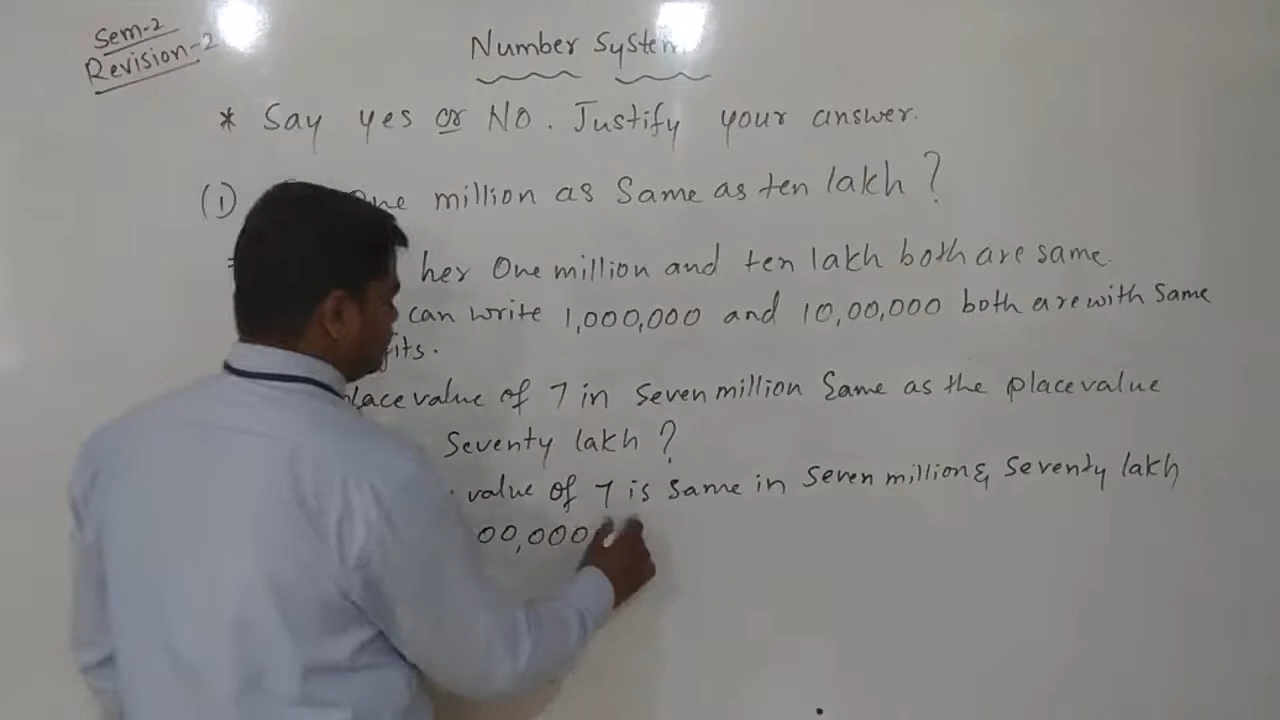 Sem-2
Revision-2
Number System
* Say yes or No. Justify your answer.
(1) One million as Same as ten lakh ?
her One million and ten lakh both are same.
can write 1,000,000 and 10,00,000 both are with Same
its.
place value of 7 in Seven million Same as the place value
Seventy lakh ?
value of 7 is same in seven million & seventy lakh
00,000